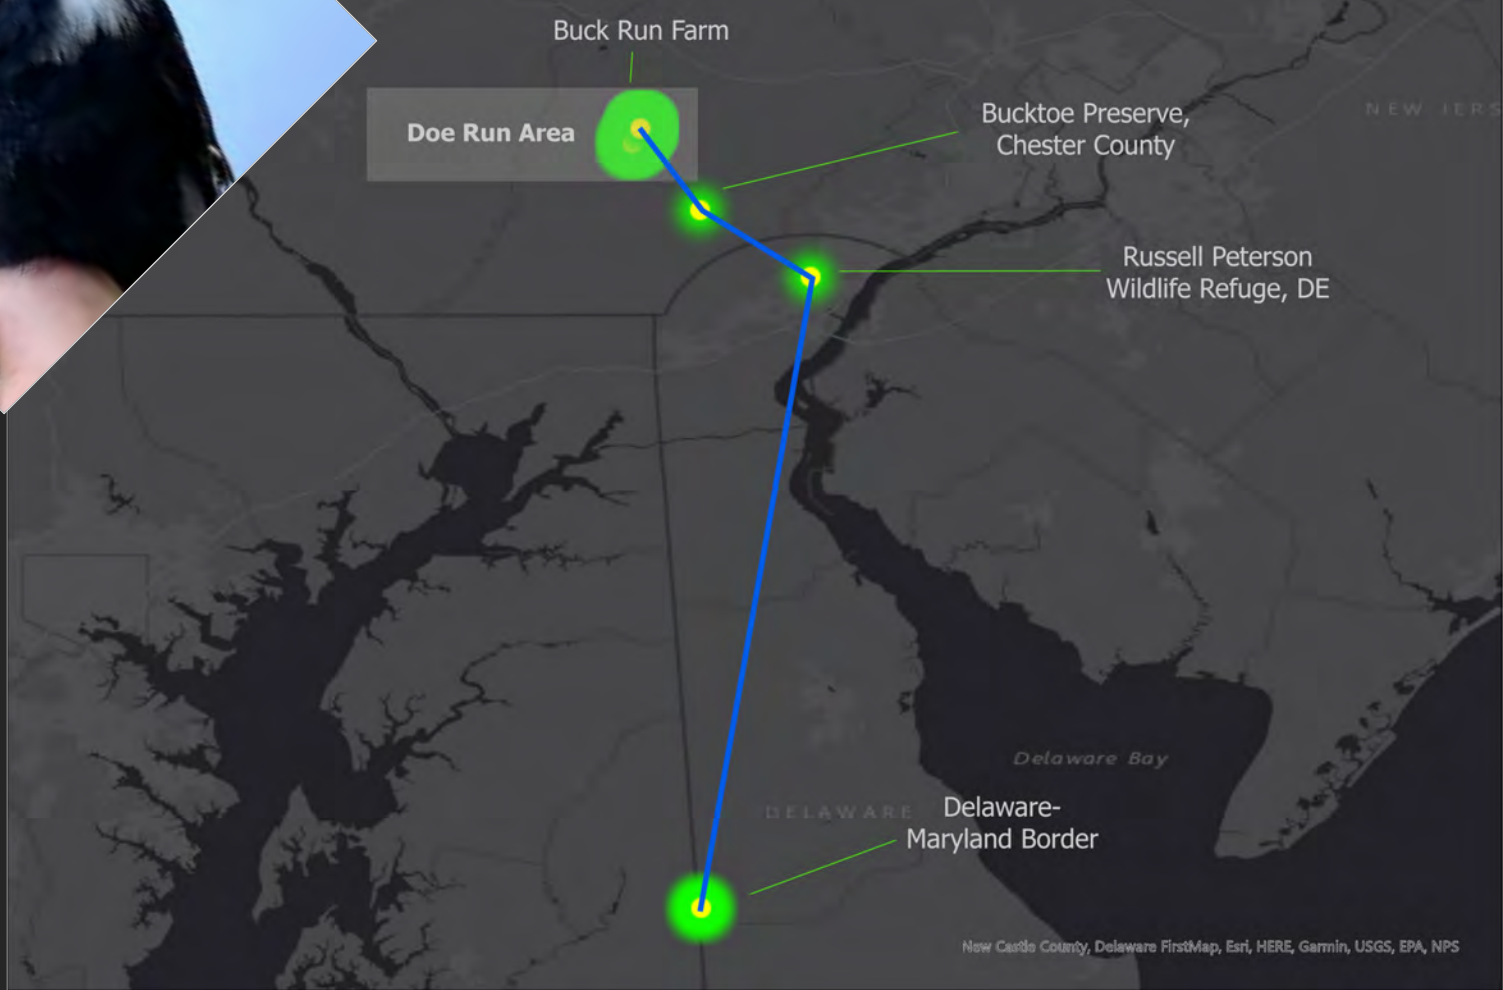 Buck Run Farm
Doe Run Area
Bucktoe Preserve,
Chester County
NEW JERS
Russell Peterson
Wildlife Refuge, DE
Delaware Bay
DELAWARE
Delaware-
Maryland Border
New Castle County, Delaware FirstMap, Esri, HERE, Garmin, USGS, EPA, NPS